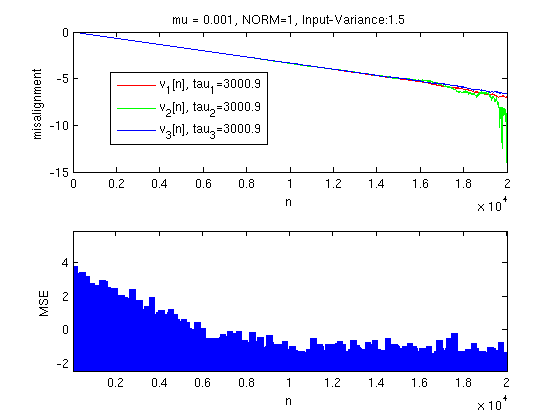 mu = 0.001, NORM=1, Input-Variance:1.5
0
-5
-10
-15
misalignment
v1[n], tau1=3000.9
v2[n], tau2=3000.9
v3[n], tau3=3000.9
0 0.2 0.4 0.6 0.8 1 1.2 1.4 1.6 1.8 2
n
x 10^4
4
2
0
-2
MSE
0.2 0.4 0.6 0.8 1 1.2 1.4 1.6 1.8 2
n
x 10^4